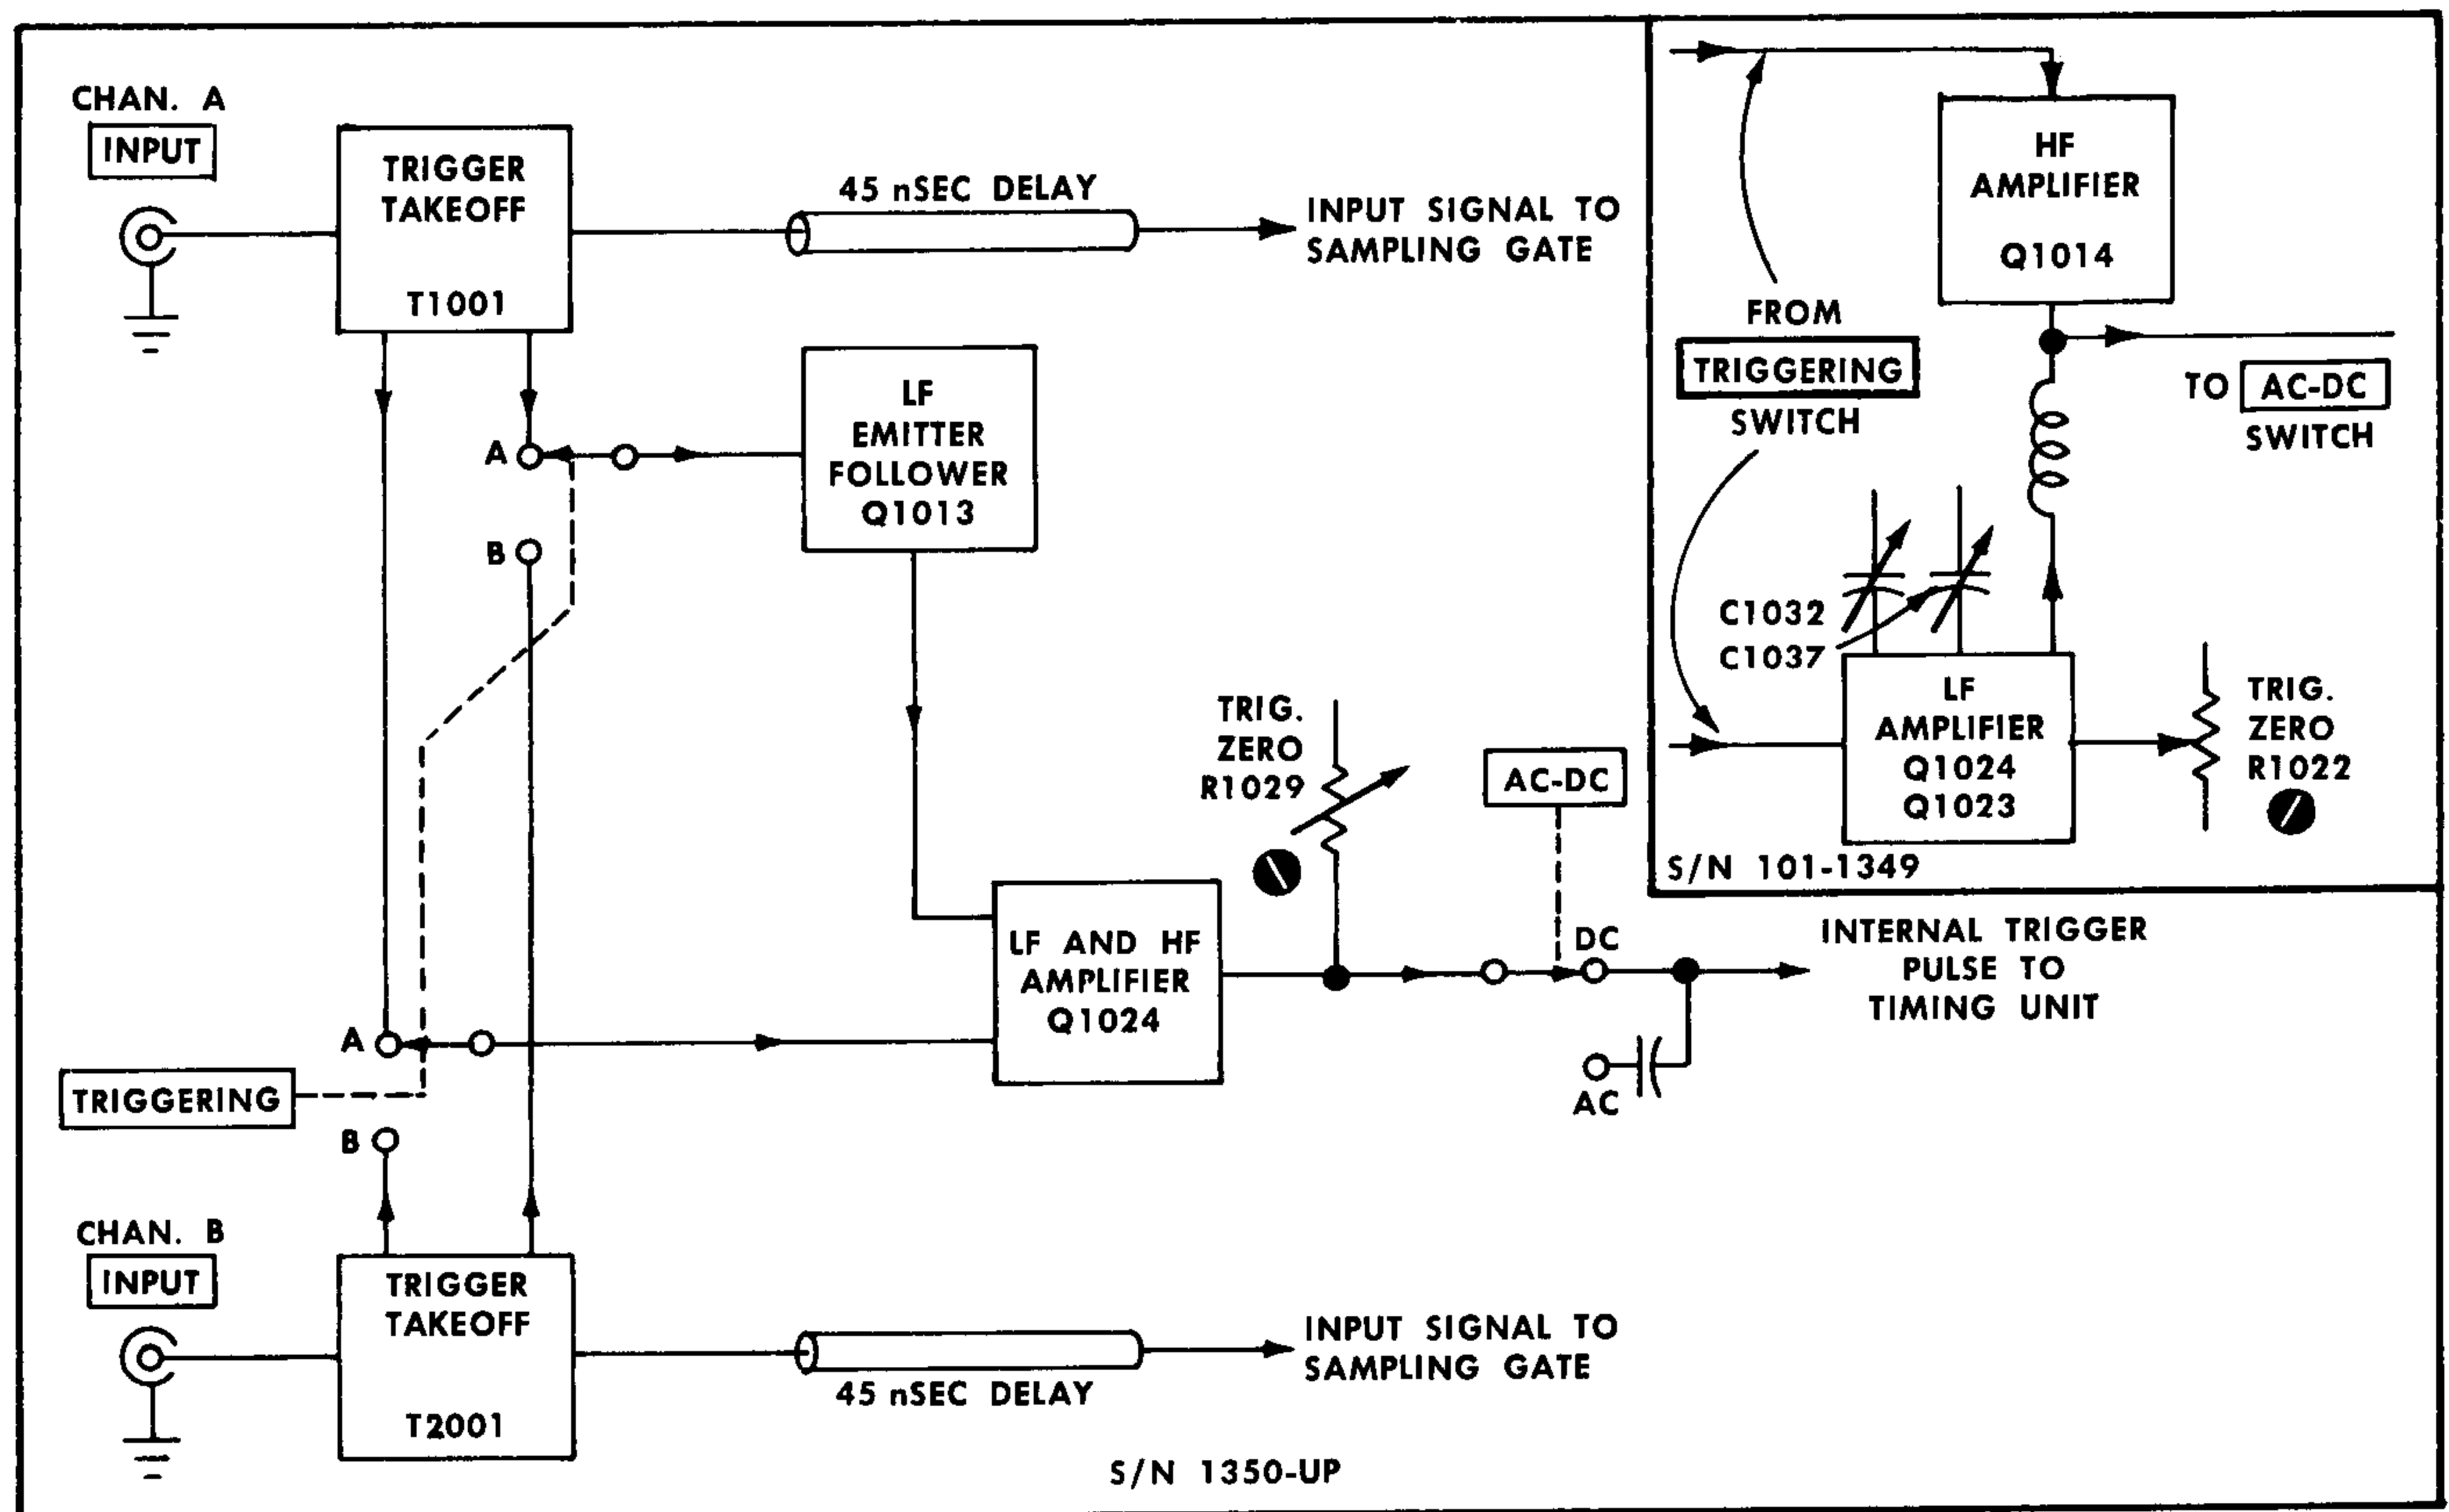 CHAN. A
INPUT
TRIGGER
TAKEOFF
T1001
45 nSEC DELAY
INPUT SIGNAL TO
SAMPLING GATE
A
B
LF
EMITTER
FOLLOWER
Q1013
TRIG.
ZERO
R1029
AC-DC
LF AND HF
AMPLIFIER
Q1024
DC
AC
INTERNAL TRIGGER
PULSE TO
TIMING UNIT
A
TRIGGERING
B
CHAN. B
INPUT
TRIGGER
TAKEOFF
T2001
45 nSEC DELAY
INPUT SIGNAL TO
SAMPLING GATE
S/N 1350-UP
HF
AMPLIFIER
Q1014
FROM
TRIGGERING
SWITCH
TO AC-DC
SWITCH
C1032
C1037
LF
AMPLIFIER
Q1024
Q1023
TRIG.
ZERO
R1022
S/N 101-1349